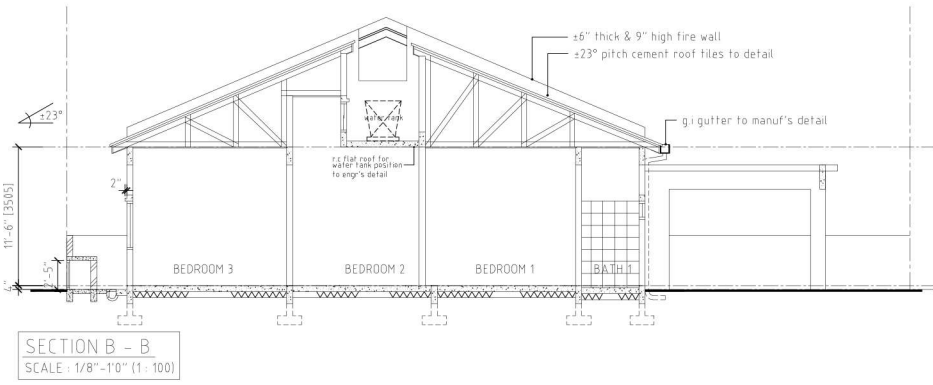 ±6" thick & 9" high fire wall
±23° pitch cement roof tiles to detail
±23°
water tank
g.i gutter to manuf's detail
r.c flat roof for
water tank position
to engr's detail
2"
11'-6" [3505]
2'-5"
4"
BEDROOM 3
BEDROOM 2
BEDROOM 1
BATH 1
SECTION B - B
SCALE : 1/8"-1'0" (1 : 100)